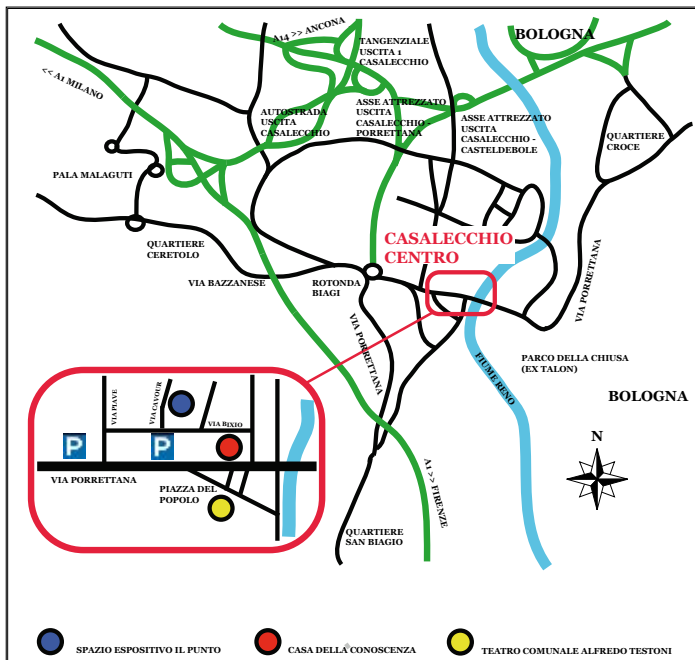 A14 >> ANCONA
BOLOGNA
TANGENZIALE
USCITA 1
CASALECCHIO
<< A1 MILANO
AUTOSTRADA
USCITA
CASALECCHIO
ASSE ATTREZZATO
USCITA
CASALECCHIO -
PORRETTANA
ASSE ATTREZZATO
USCITA
CASALECCHIO -
CASTELDEBOLE
QUARTIERE
CROCE
PALA MALAGUTI
QUARTIERE
CERETOLO
CASALECCHIO
CENTRO
VIA BAZZANESE
ROTONDA
BIAGI
VIA PORRETTANA
VIA PORRETTANA
FIUME RENO
PARCO DELLA CHIUSA
(EX TALON)
BOLOGNA
N
A1 >> FIRENZE
QUARTIERE
SAN BIAGIO
VIA PIAVE
VIA CAVOUR
VIA BIXIO
P
P
VIA PORRETTANA
PIAZZA DEL
POPOLO
SPAZIO ESPOSITIVO IL PUNTO
CASA DELLA CONOSCENZA
TEATRO COMUNALE ALFREDO TESTONI